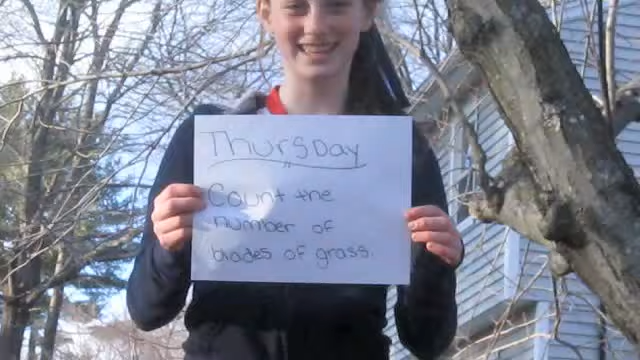 Thursday
Count the
number of
blades of grass.